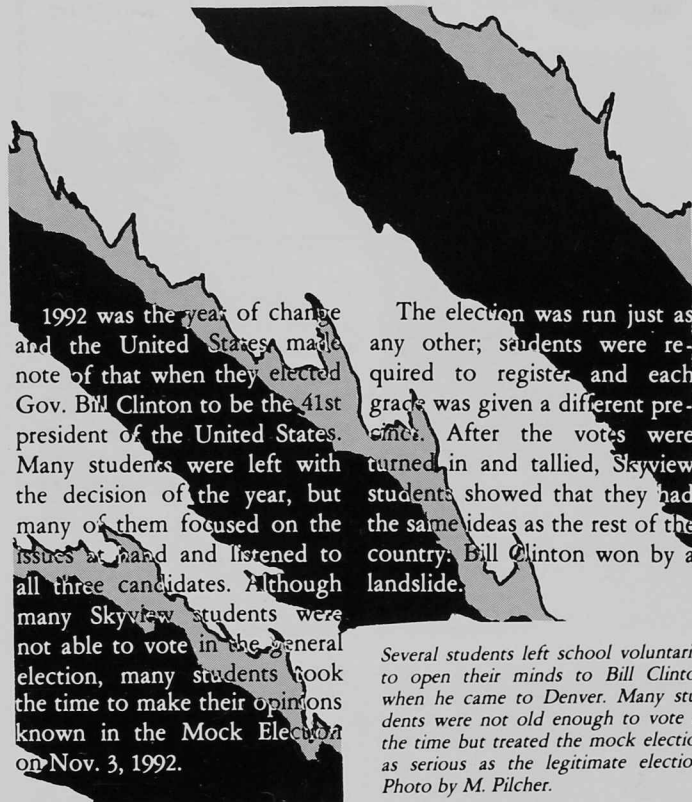 1992 was the year of change
and the United States made
note of that when they elected
Gov. Bill Clinton to be the 41st
president of the United States.
Many students were left with
the decision of the year, but
many of them focused on the
issues at hand and listened to
all three candidates. Although
many Skyview students were
not able to vote in the general
election, many students took
the time to make their opinions
known in the Mock Election
on Nov. 3, 1992.
The election was run just as
any other; students were re-
quired to register and each
grade was given a different pre-
cinct. After the votes were
turned in and tallied, Skyview
students showed that they had
the same ideas as the rest of the
country; Bill Clinton won by a
landslide.
Several students left school voluntari
to open their minds to Bill Clinto
when he came to Denver. Many stu
dents were not old enough to vote
the time but treated the mock electio
as serious as the legitimate electio
Photo by M. Pilcher.